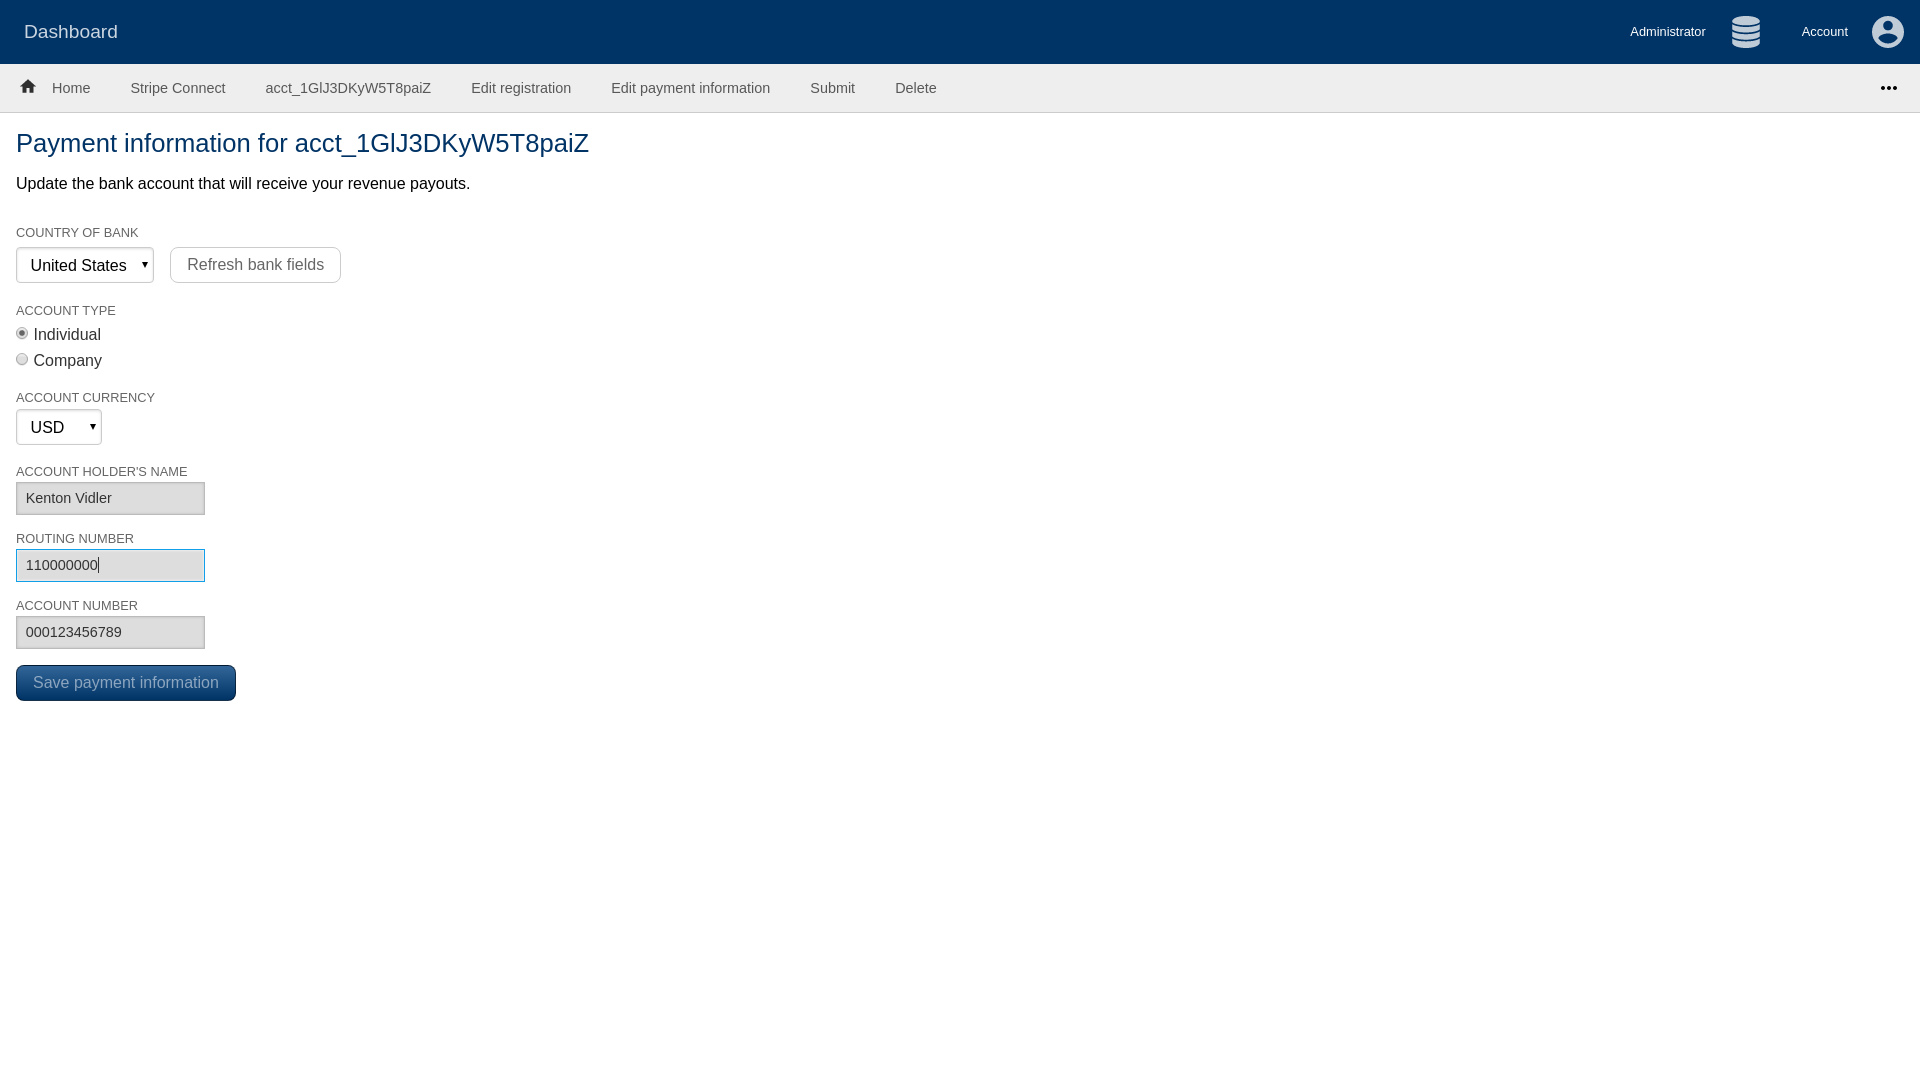 Dashboard
Administrator
Account
Home
Stripe Connect
acct_1GlJ3DKyW5T8paiZ
Edit registration
Edit payment information
Submit
Delete
Payment information for acct_1GlJ3DKyW5T8paiZ
Update the bank account that will receive your revenue payouts.
COUNTRY OF BANK
United States
Refresh bank fields
ACCOUNT TYPE
Individual
Company
ACCOUNT CURRENCY
USD
ACCOUNT HOLDER'S NAME
Kenton Vidler
ROUTING NUMBER
110000000
ACCOUNT NUMBER
000123456789
Save payment information